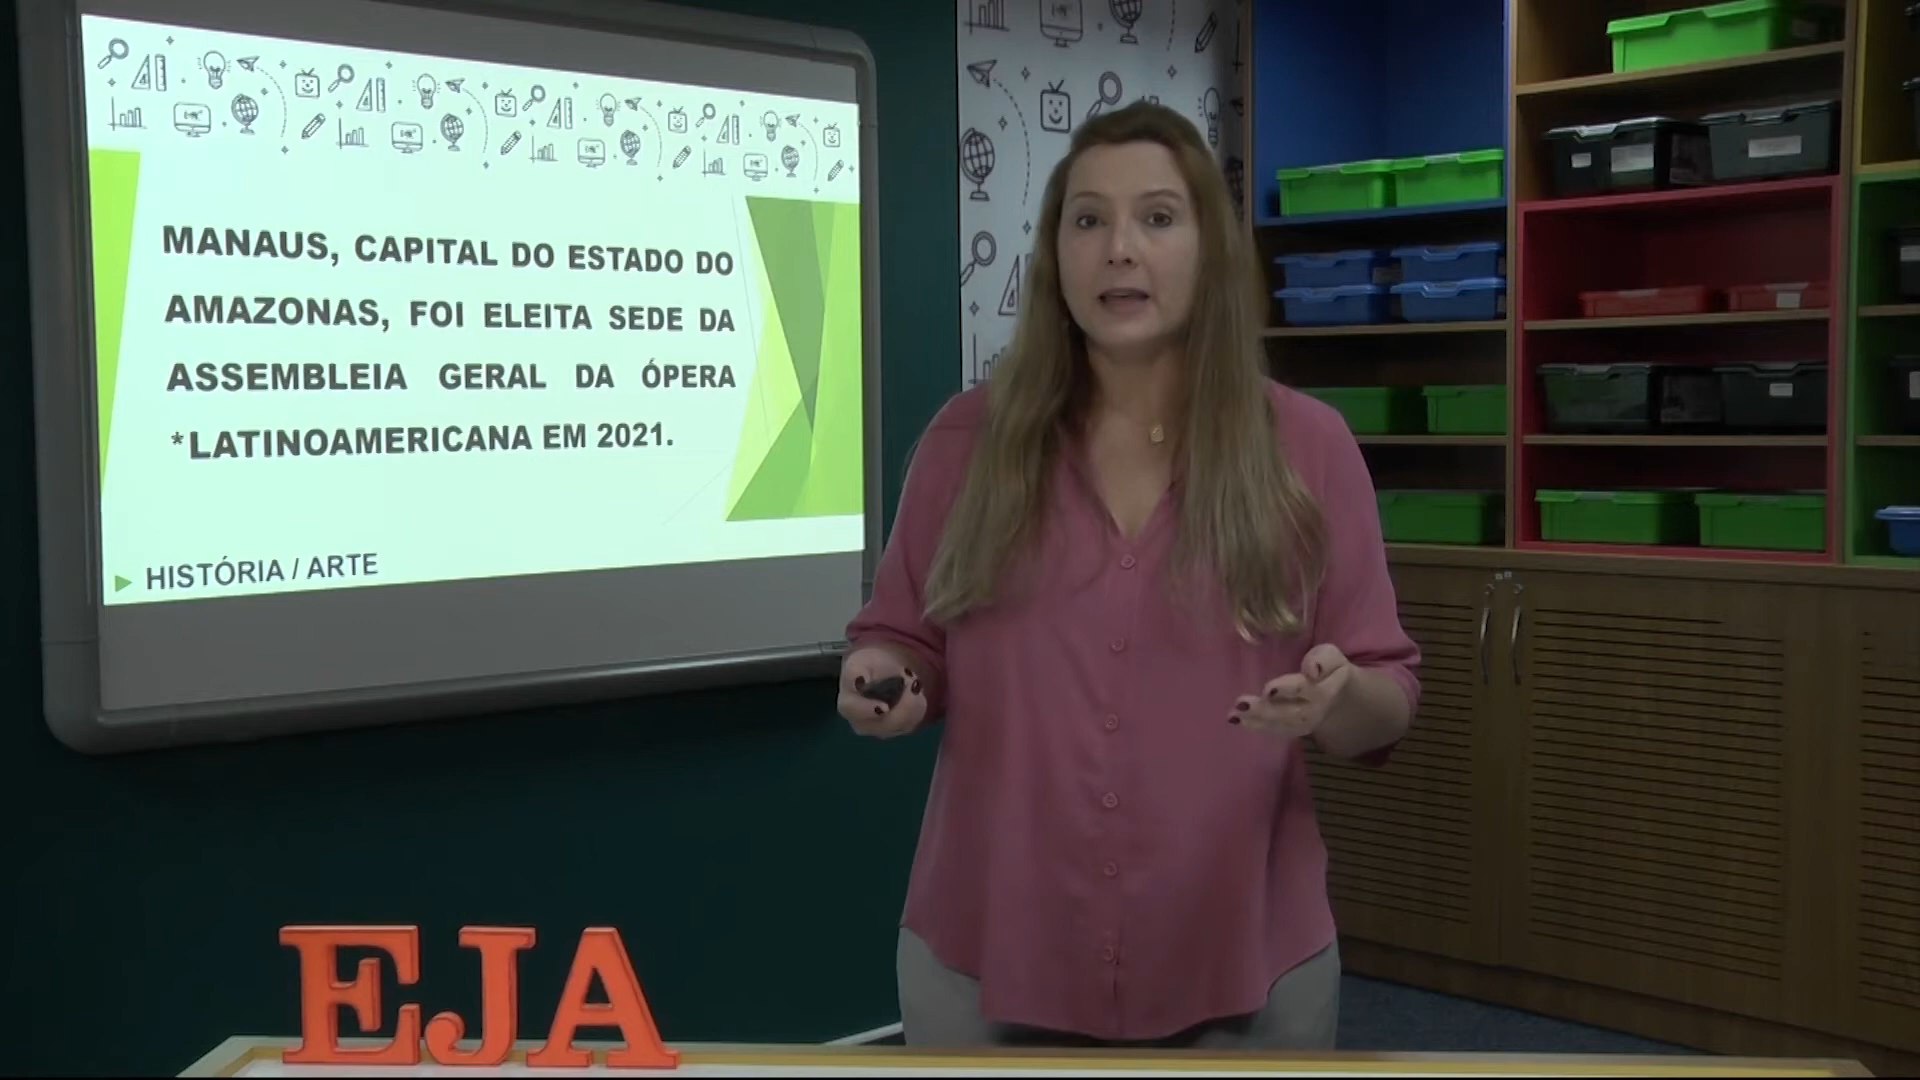 MANAUS, CAPITAL DO ESTADO DO
AMAZONAS, FOI ELEITA SEDE DA
ASSEMBLEIA GERAL DA ÓPERA
*LATINOAMERICANA EM 2021.
HISTÓRIA / ARTE
EJA